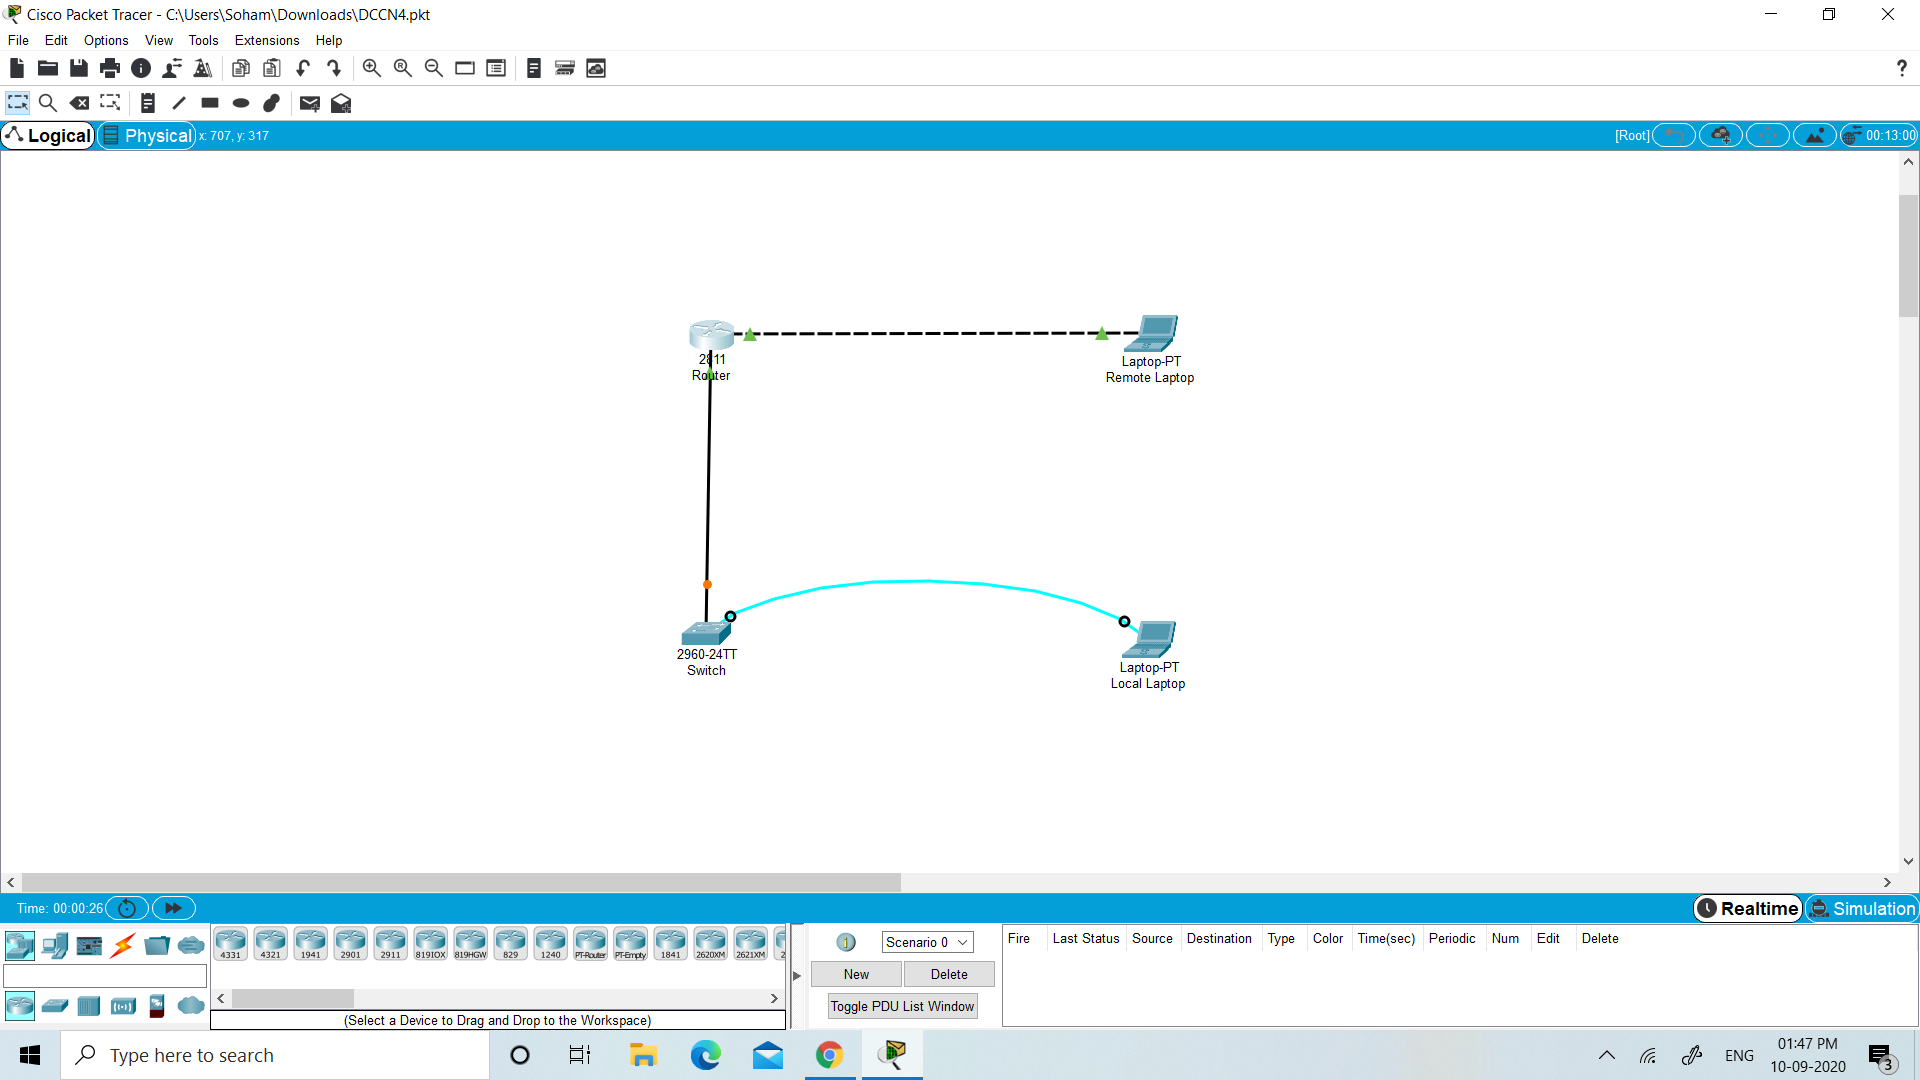 Cisco Packet Tracer - C:\Users\Soham\Downloads\DCCN4.pkt
File Edit Options View Tools Extensions Help
Logical Physical x: 707, y: 317 [Root] 00:13:00
2811
Router
Laptop-PT
Remote Laptop
2960-24TT
Switch
Laptop-PT
Local Laptop
Time: 00:00:26 Realtime Simulation
4331 4321 1941 2901 2911 819IOX 819HGW 829 1240 PT-Router PT-Empty 1841 2620XM 2621XM 2
Scenario 0
New Delete
Toggle PDU List Window
Fire Last Status Source Destination Type Color Time(sec) Periodic Num Edit Delete
(Select a Device to Drag and Drop to the Workspace)
Type here to search
ENG
01:47 PM
10-09-2020
3